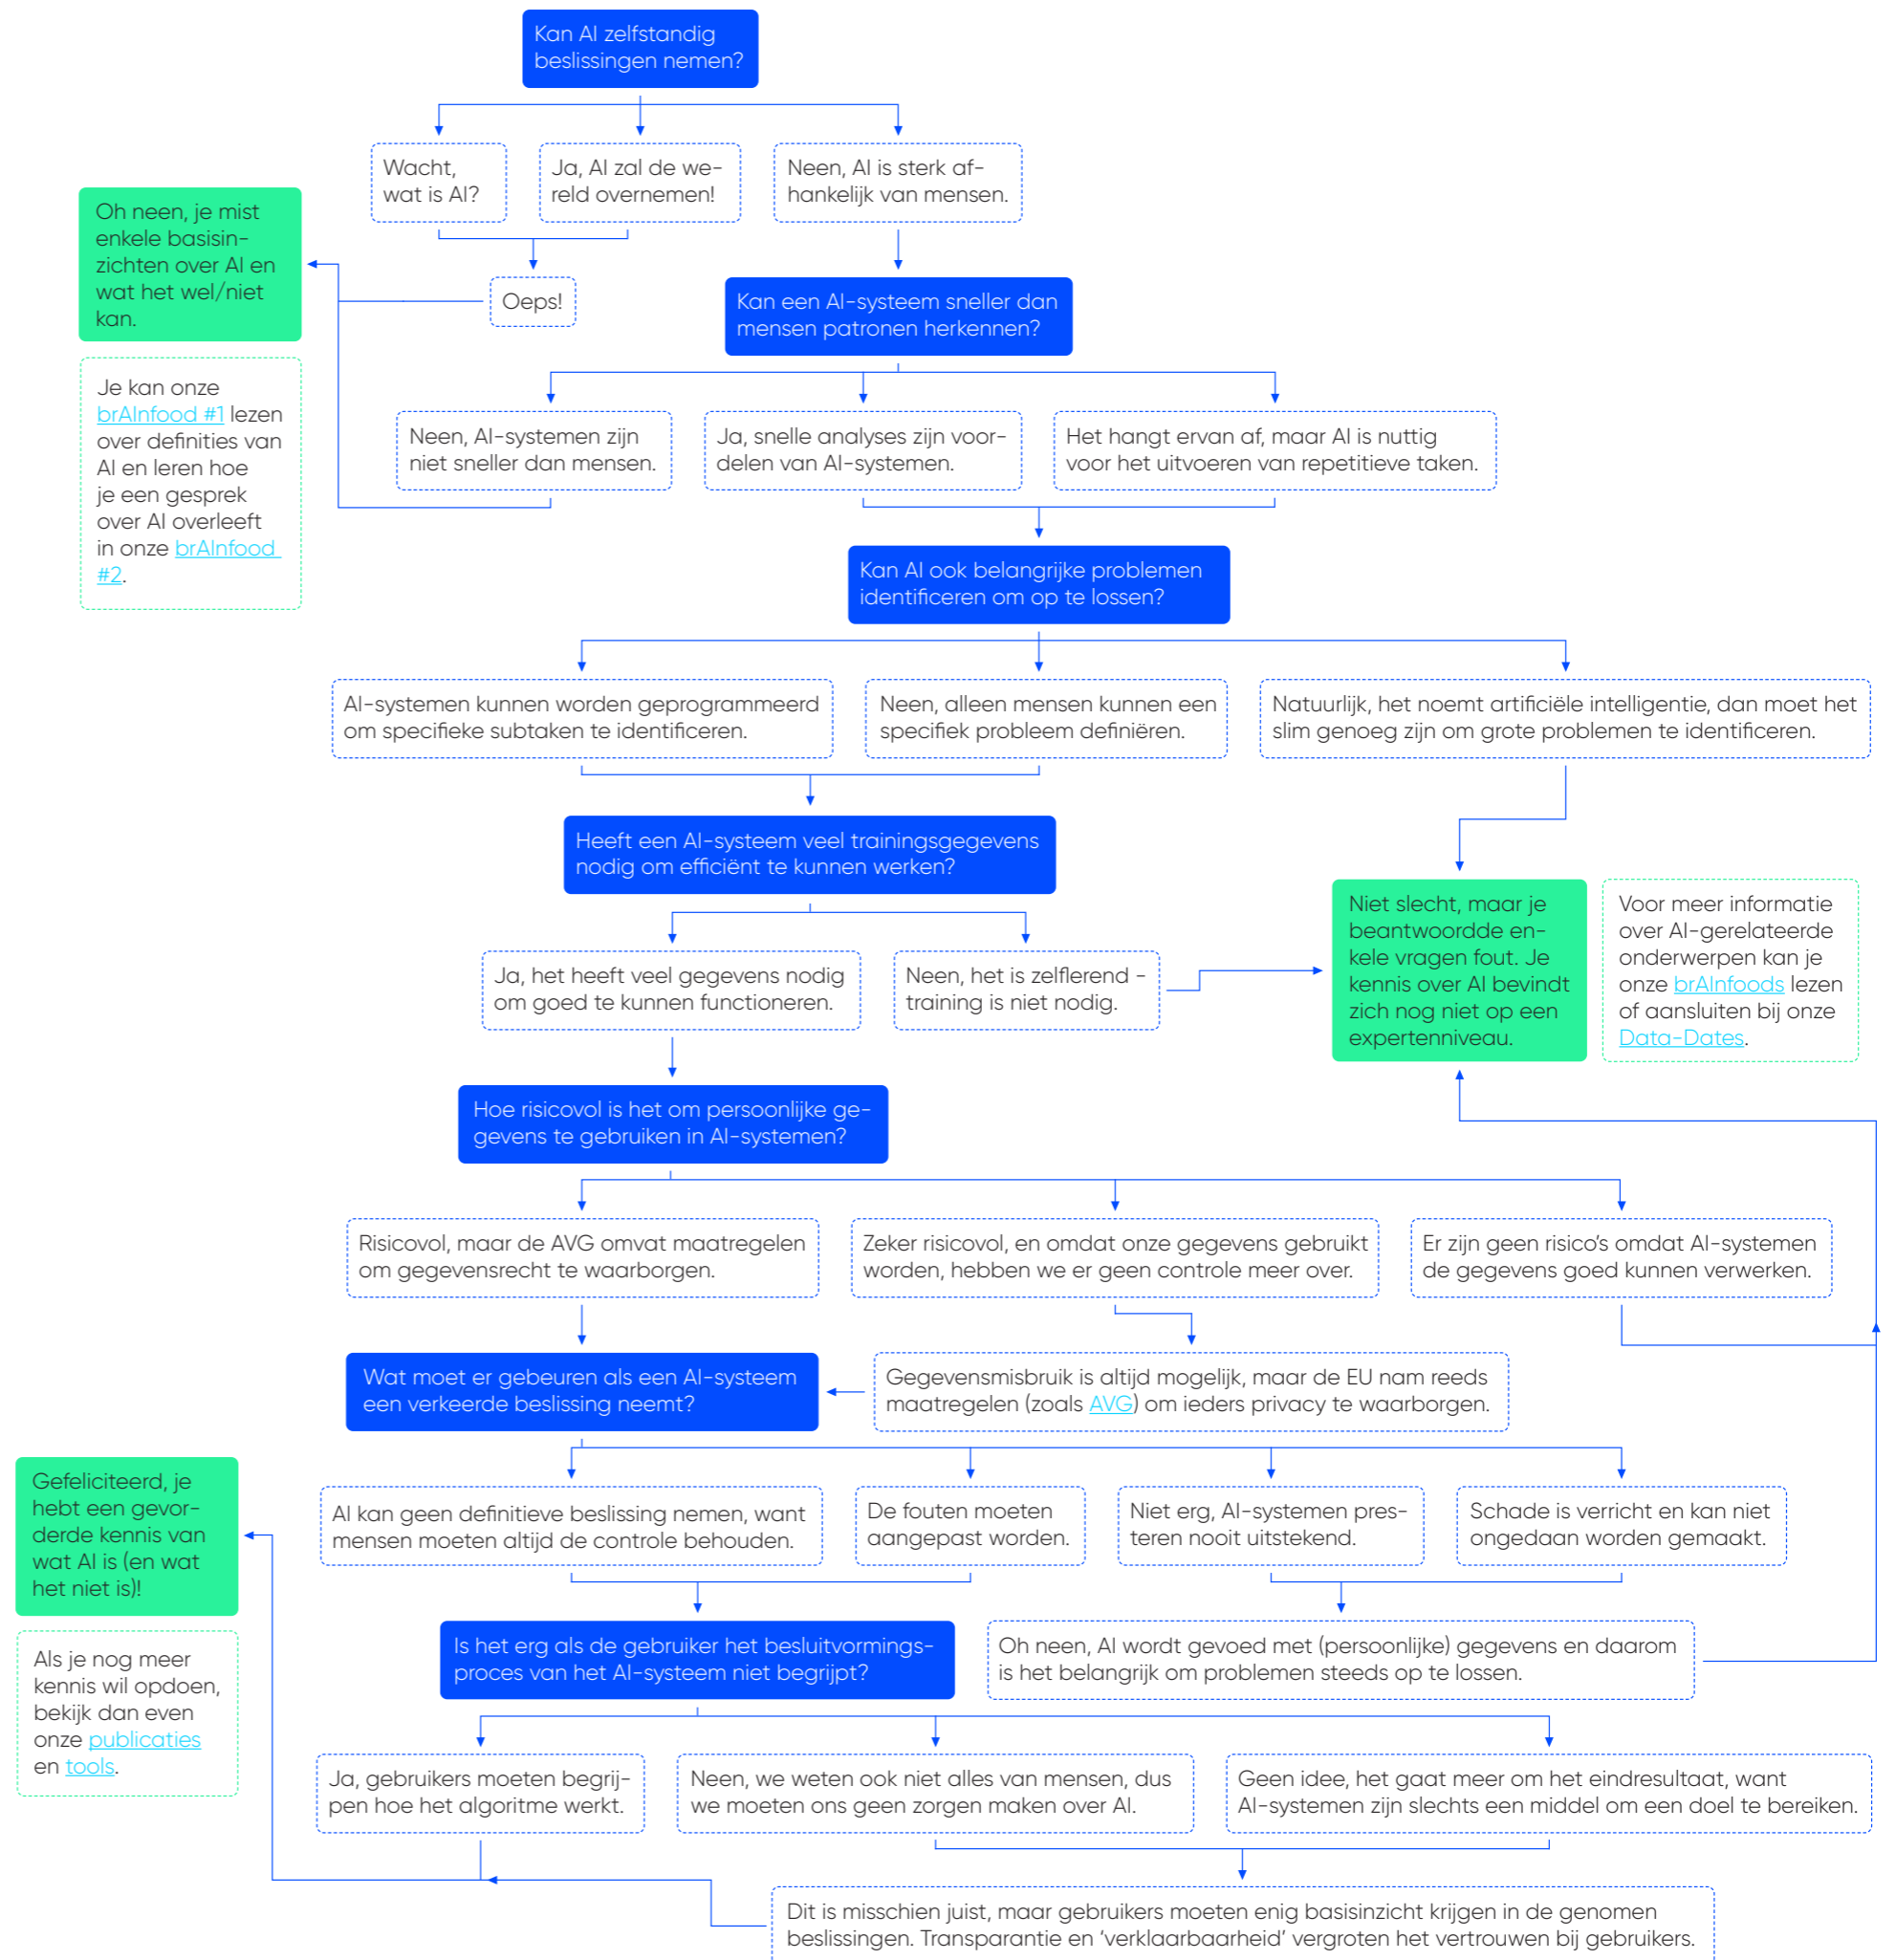 Kan AI zelfstandig
beslissingen nemen?
Wacht,
wat is AI?
Ja, AI zal de we-
reld overnemen!
Neen, AI is sterk af-
hankelijk van mensen.
Oh neen, je mist
enkele basisin-
zichten over AI en
wat het wel/niet
kan.
Oeps!
Kan een AI-systeem sneller dan
mensen patronen herkennen?
Je kan onze
brAInfood #1 lezen
over definities van
AI en leren hoe
je een gesprek
over AI overleeft
in onze brAInfood
#2.
Neen, AI-systemen zijn
niet sneller dan mensen.
Ja, snelle analyses zijn voor-
delen van AI-systemen.
Het hangt ervan af, maar AI is nuttig
voor het uitvoeren van repetitieve taken.
Kan AI ook belangrijke problemen
identificeren om op te lossen?
AI-systemen kunnen worden geprogrammeerd
om specifieke subtaken te identificeren.
Neen, alleen mensen kunnen een
specifiek probleem definiëren.
Natuurlijk, het noemt artificiële intelligentie, dan moet het
slim genoeg zijn om grote problemen te identificeren.
Heeft een AI-systeem veel trainingsgegevens
nodig om efficiënt te kunnen werken?
Ja, het heeft veel gegevens nodig
om goed te kunnen functioneren.
Neen, het is zelflerend -
training is niet nodig.
Niet slecht, maar je
beantwoordde en-
kele vragen fout. Je
kennis over AI bevindt
zich nog niet op een
expertenniveau.
Voor meer informatie
over AI-gerelateerde
onderwerpen kan je
onze brAInfoods lezen
of aansluiten bij onze
Data-Dates.
Hoe risicovol is het om persoonlijke ge-
gevens te gebruiken in AI-systemen?
Risicovol, maar de AVG omvat maatregelen
om gegevensrecht te waarborgen.
Zeker risicovol, en omdat onze gegevens gebruikt
worden, hebben we er geen controle meer over.
Er zijn geen risico's omdat AI-systemen
de gegevens goed kunnen verwerken.
Wat moet er gebeuren als een AI-systeem
een verkeerde beslissing neemt?
Gegevensmisbruik is altijd mogelijk, maar de EU nam reeds
maatregelen (zoals AVG) om ieders privacy te waarborgen.
Gefeliciteerd, je
hebt een gevor-
derde kennis van
wat AI is (en wat
het niet is)!
AI kan geen definitieve beslissing nemen, want
mensen moeten altijd de controle behouden.
De fouten moeten
aangepast worden.
Niet erg, AI-systemen pres-
teren nooit uitstekend.
Schade is verricht en kan niet
ongedaan worden gemaakt.
Als je nog meer
kennis wil opdoen,
bekijk dan even
onze publicaties
en tools.
Is het erg als de gebruiker het besluitvormings-
proces van het AI-systeem niet begrijpt?
Oh neen, AI wordt gevoed met (persoonlijke) gegevens en daarom
is het belangrijk om problemen steeds op te lossen.
Ja, gebruikers moeten begrij-
pen hoe het algoritme werkt.
Neen, we weten ook niet alles van mensen, dus
we moeten ons geen zorgen maken over AI.
Geen idee, het gaat meer om het eindresultaat, want
AI-systemen zijn slechts een middel om een doel te bereiken.
Dit is misschien juist, maar gebruikers moeten enig basisinzicht krijgen in de genomen
beslissingen. Transparantie en 'verklaarbaarheid' vergroten het vertrouwen bij gebruikers.